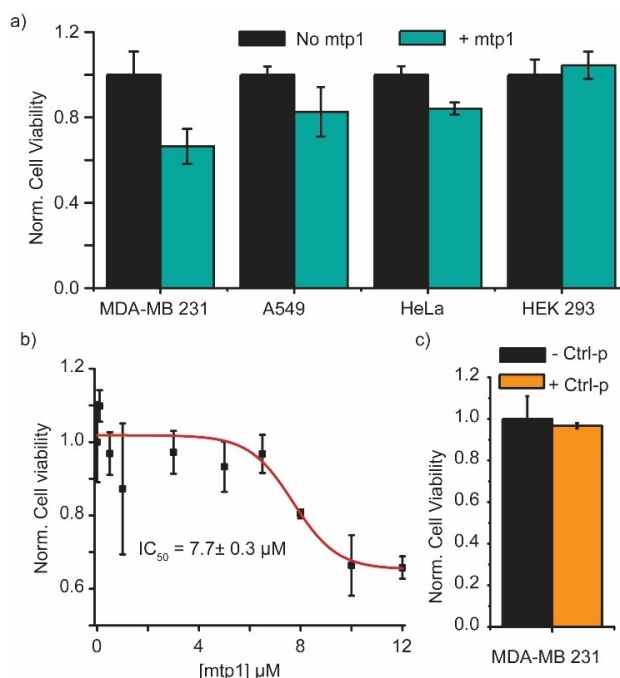 a)
No mtp1
+ mtp1
1.2
1.0
0.8
0.4
0.0
Norm. Cell Viability
MDA-MB 231
A549
HeLa
HEK 293
b)
1.2
1.0
0.8
0.6
Norm. Cell viability
IC50 = 7.7± 0.3 µM
0
4
8
12
[mtp1] µM
c)
- Ctrl-p
+ Ctrl-p
1.2
1.0
0.8
0.6
0.4
0.2
0.0
Norm. Cell Viability
MDA-MB 231